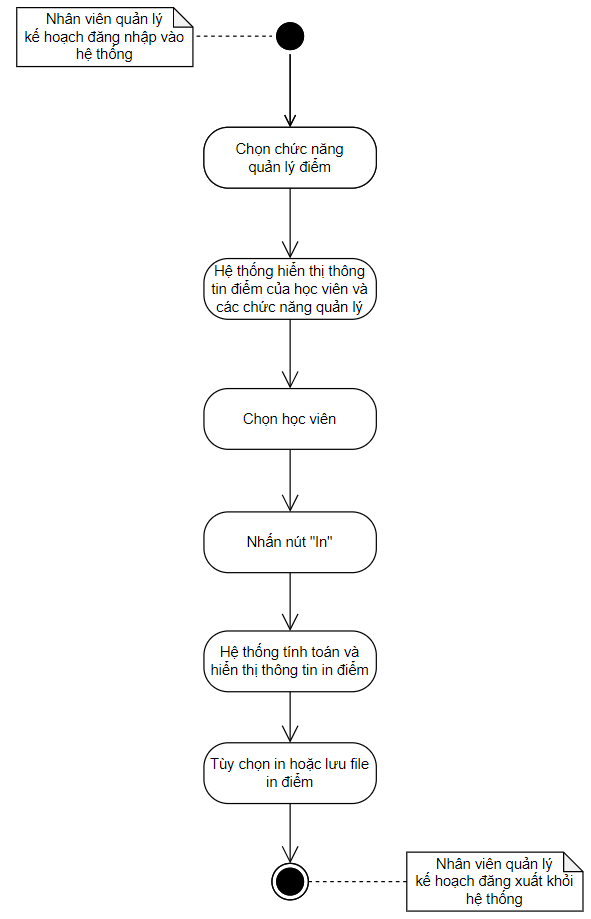 Nhân viên quản lý
kế hoạch đăng nhập vào
hệ thống
Chọn chức năng
quản lý điểm
Hệ thống hiển thị thông
tin điểm của học viên và
các chức năng quản lý
Chọn học viên
Nhấn nút "In"
Hệ thống tính toán và
hiển thị thông tin in điểm
Tùy chọn in hoặc lưu file
in điểm
Nhân viên quản lý
kế hoạch đăng xuất khỏi
hệ thống